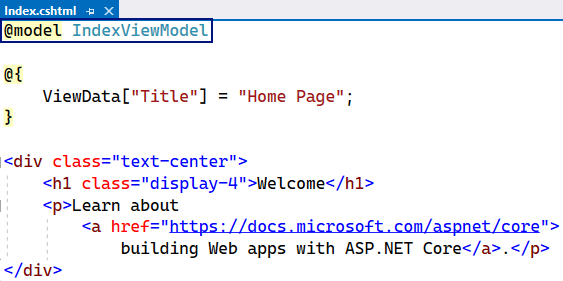 Index.cshtml
@model IndexViewModel
@{
ViewData["Title"] = "Home Page";
}
<div class="text-center">
<h1 class="display-4">Welcome</h1>
<p>Learn about
<a href="https://docs.microsoft.com/aspnet/core">
building Web apps with ASP.NET Core</a>.</p>
</div>